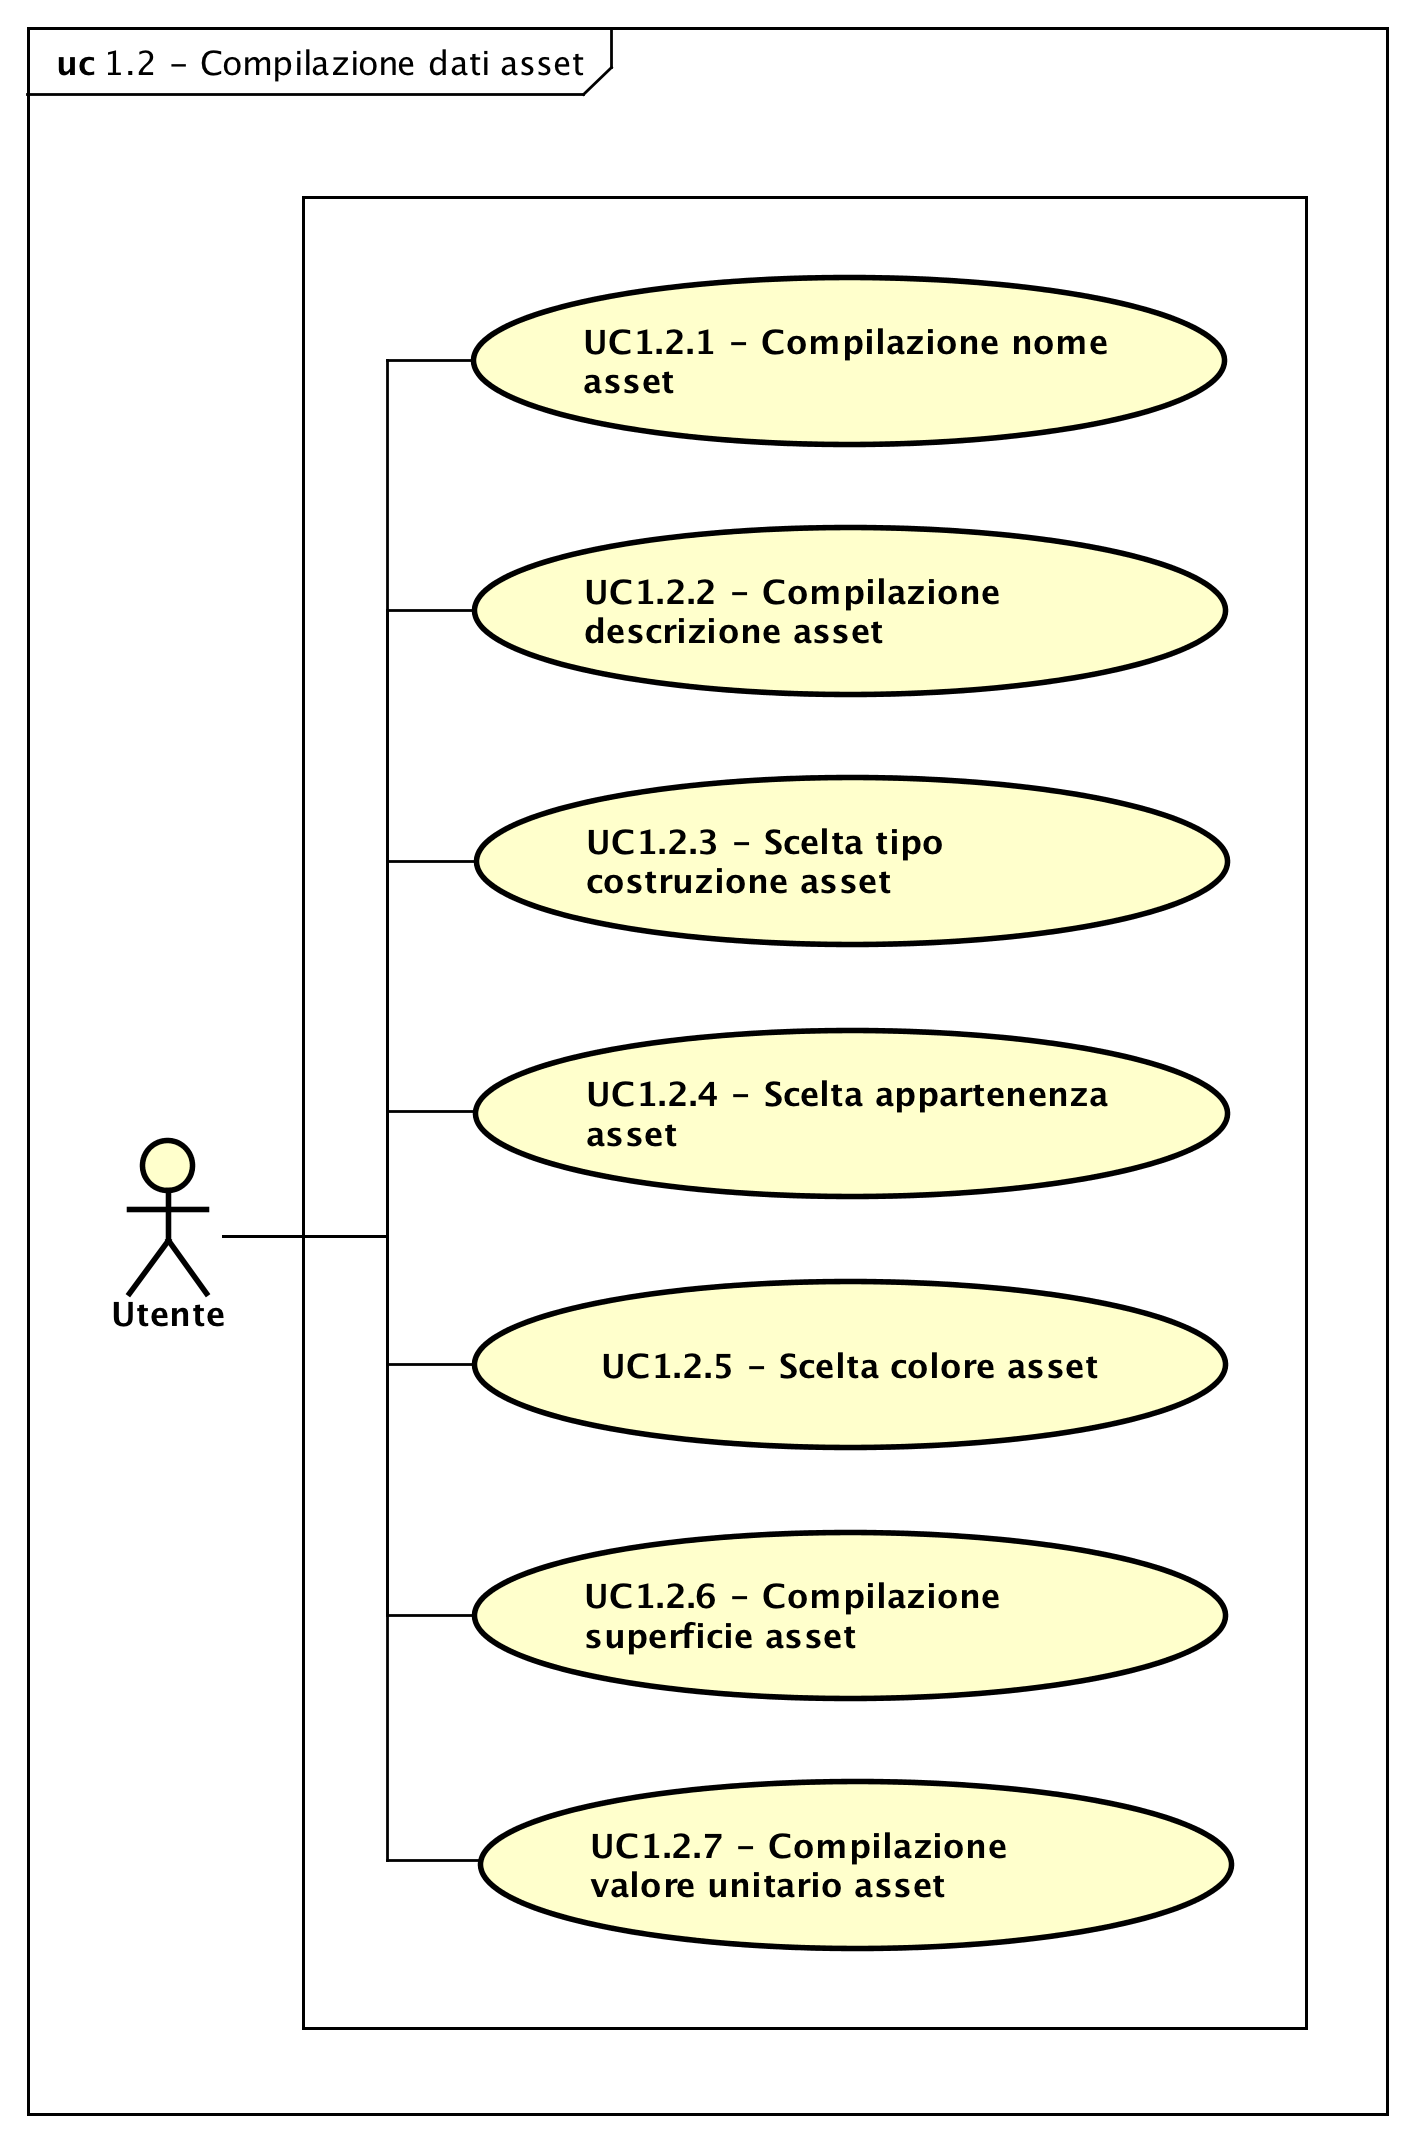 uc 1.2 – Compilazione dati asset
UC1.2.1 – Compilazione nome
asset
UC1.2.2 – Compilazione
descrizione asset
UC1.2.3 – Scelta tipo
costruzione asset
UC1.2.4 – Scelta appartenenza
asset
Utente
UC1.2.5 – Scelta colore asset
UC1.2.6 – Compilazione
superficie asset
UC1.2.7 – Compilazione
valore unitario asset